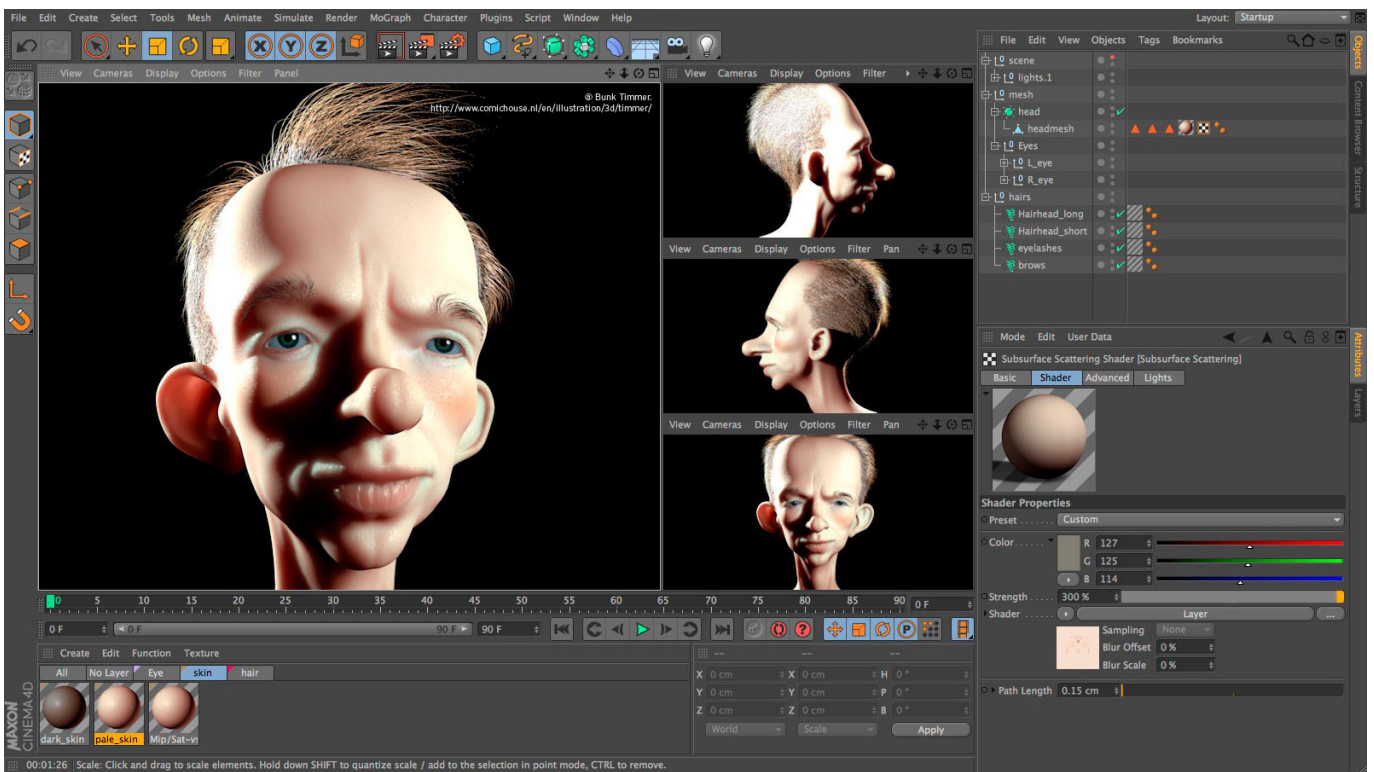 File Edit Create Select Tools Mesh Animate Simulate Render MoGraph Character Plugins Script Window Help
Layout: Startup
View Cameras Display Options Filter Panel
© Bunk Timmer.
http://www.comichouse.nl/en/illustration/3d/timmer/
View Cameras Display Options Filter
View Cameras Display Options Filter Pan
View Cameras Display Options Filter Pan
File Edit View Objects Tags Bookmarks
scene
lights.1
mesh
head
headmesh
Eyes
L_eye
R_eye
hairs
Hairhead_long
Hairhead_short
eyelashes
brows
Objects
Content Browser
Structure
Mode Edit User Data
Subsurface Scattering Shader [Subsurface Scattering]
Basic Shader Advanced Lights
Attributes
Layers
Shader Properties
Preset ....... Custom
Color ...... R 127
G 125
B 114
Strength ..... 300 %
Shader ...... Layer ...
Sampling None
Blur Offset 0 %
Blur Scale 0 %
Path Length 0.15 cm
X Y Z
0 5 10 15 20 25 30 35 40 45 50 55 60 65 70 75 80 85 90 0 F
0 F 0 F 90 F 90 F
P
Create Edit Function Texture
All No Layer Eye skin hair
dark_skin pale_skin Mip/Sat-v
-- -- --
X 0 cm X 0 cm H 0 °
Y 0 cm Y 0 cm P 0 °
Z 0 cm Z 0 cm B 0 °
World Scale Apply
MAXON
CINEMA 4D
00:01:26 Scale: Click and drag to scale elements. Hold down SHIFT to quantize scale / add to the selection in point mode, CTRL to remove.